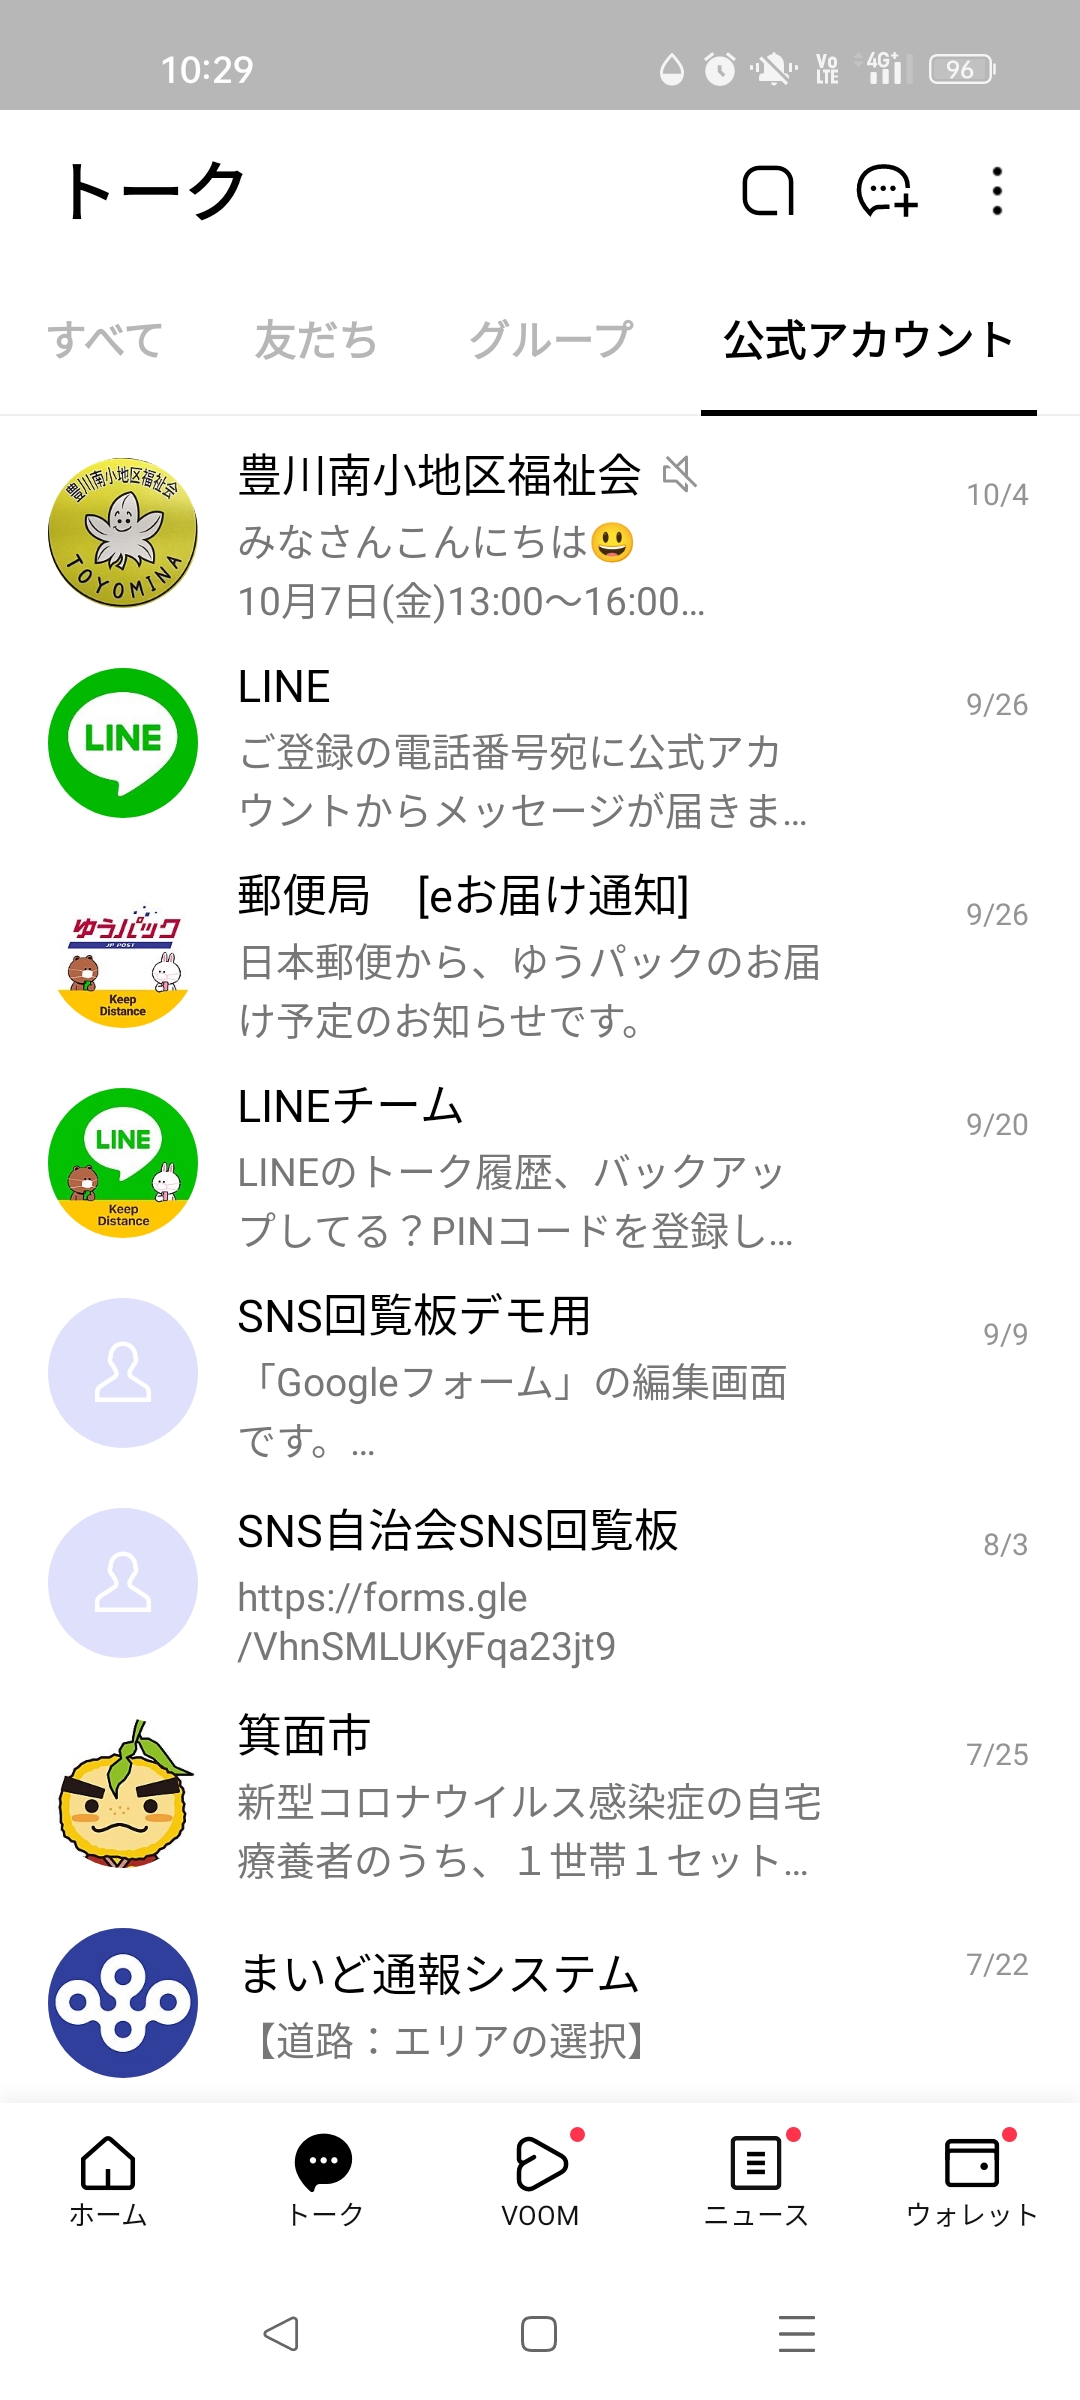 10:29
Vo
LTE
4G+
96
トーク
すべて
友だち
グループ
公式アカウント
豊川南小地区福祉会
TOYOMINA
豊川南小地区福祉会
10/4
みなさんこんにちは😃
10月7日(金)13:00〜16:00...
LINE
LINE
9/26
ご登録の電話番号宛に公式アカ
ウントからメッセージが届きま...
ゆうパック
JP POST
Keep
Distance
郵便局　[eお届け通知]
9/26
日本郵便から、ゆうパックのお届
け予定のお知らせです。
LINE
Keep
Distance
LINEチーム
9/20
LINEのトーク履歴、バックアッ
プしてる？PINコードを登録し...
SNS回覧板デモ用
9/9
「Googleフォーム」の編集画面
です。...
SNS自治会SNS回覧板
8/3
https://forms.gle
/VhnSMLUKyFqa23jt9
箕面市
7/25
新型コロナウイルス感染症の自宅
療養者のうち、１世帯１セット...
まいど通報システム
7/22
【道路：エリアの選択】
ホーム
トーク
VOOM
ニュース
ウォレット